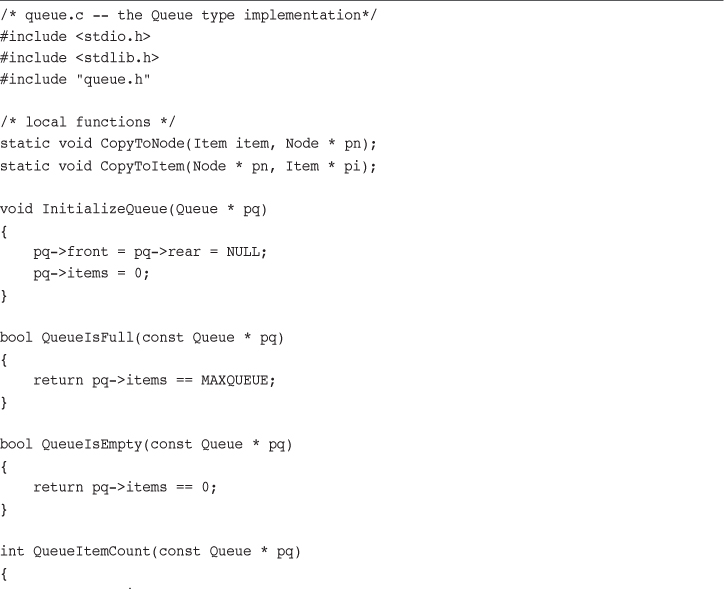 /* queue.c -- the Queue type implementation*/
#include <stdio.h>
#include <stdlib.h>
#include "queue.h"

/* local functions */
static void CopyToNode(Item item, Node * pn);
static void CopyToItem(Node * pn, Item * pi);

void InitializeQueue(Queue * pq)
{
    pq->front = pq->rear = NULL;
    pq->items = 0;
}

bool QueueIsFull(const Queue * pq)
{
    return pq->items == MAXQUEUE;
}

bool QueueIsEmpty(const Queue * pq)
{
    return pq->items == 0;
}

int QueueItemCount(const Queue * pq)
{